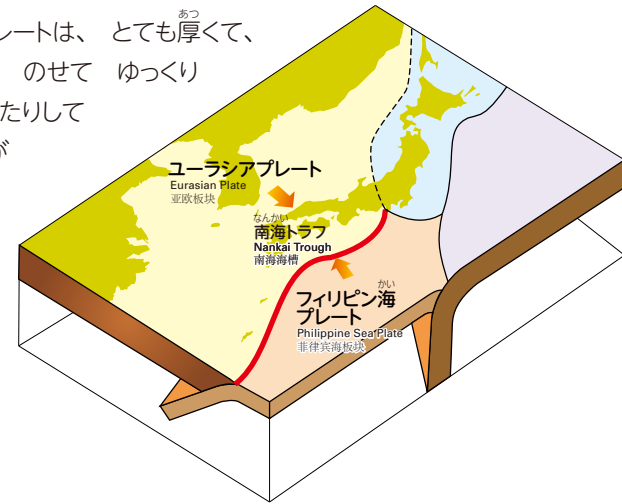 レートは、 とても厚くて、
あつ
のせて ゆっくり
たりして
が
ユーラシアプレート
Eurasian Plate
亚欧板块
なんかい
南海トラフ
Nankai Trough
南海海槽
かい
フィリピン海
プレート
Philippine Sea Plate
菲律宾海板块